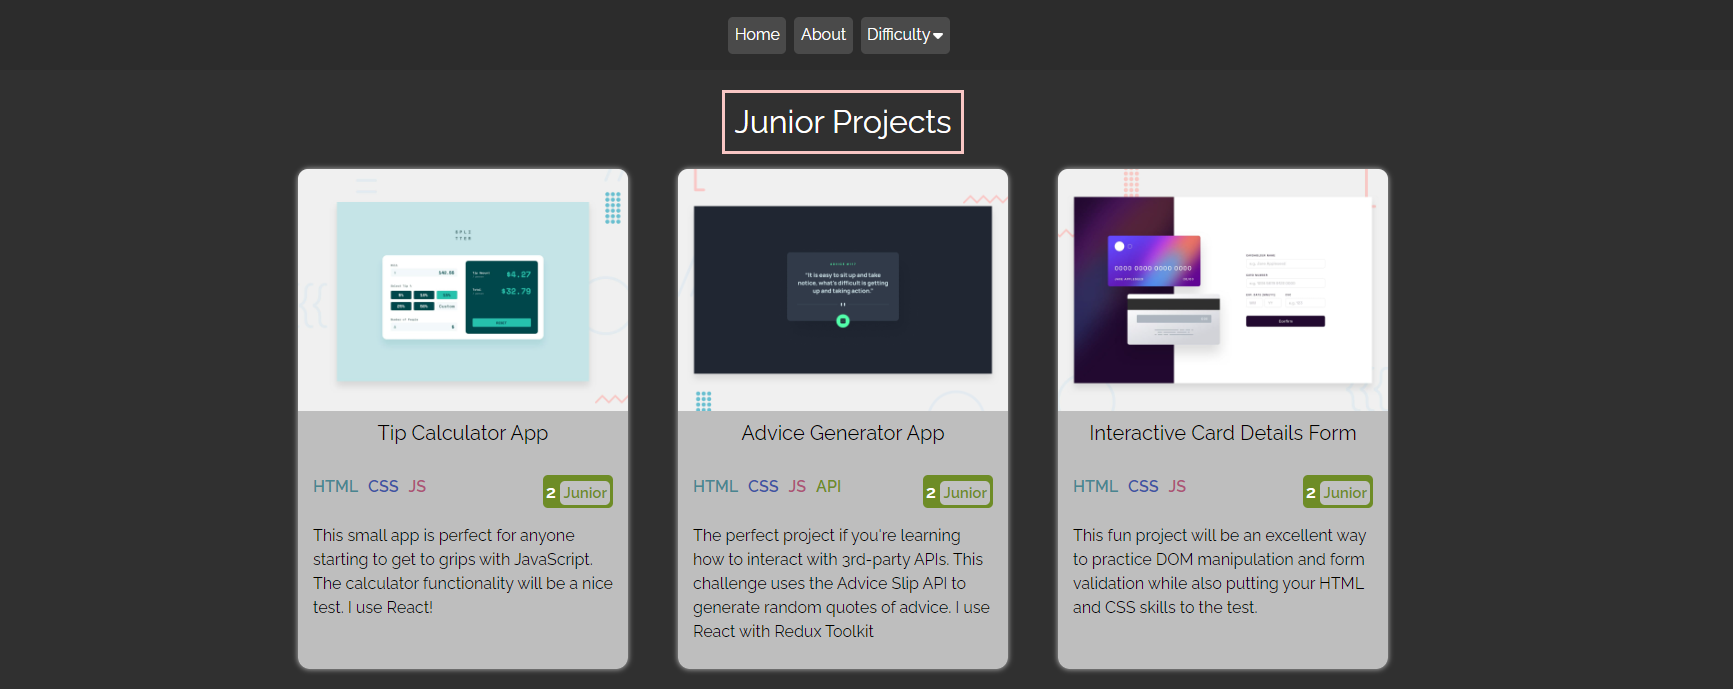 Home About Difficulty
Junior Projects
SPLI
TTER
$4.27
$32.79
Custom
RESET
Tip Calculator App
HTML CSS JS
2 Junior
This small app is perfect for anyone
starting to get to grips with JavaScript.
The calculator functionality will be a nice
test. I use React!
"It is easy to sit up and take
notice, what's difficult is getting
up and taking action."
Advice Generator App
HTML CSS JS API
2 Junior
The perfect project if you're learning
how to interact with 3rd-party APIs. This
challenge uses the Advice Slip API to
generate random quotes of advice. I use
React with Redux Toolkit
0000 0000 0000 0000
Confirm
Interactive Card Details Form
HTML CSS JS
2 Junior
This fun project will be an excellent way
to practice DOM manipulation and form
validation while also putting your HTML
and CSS skills to the test.